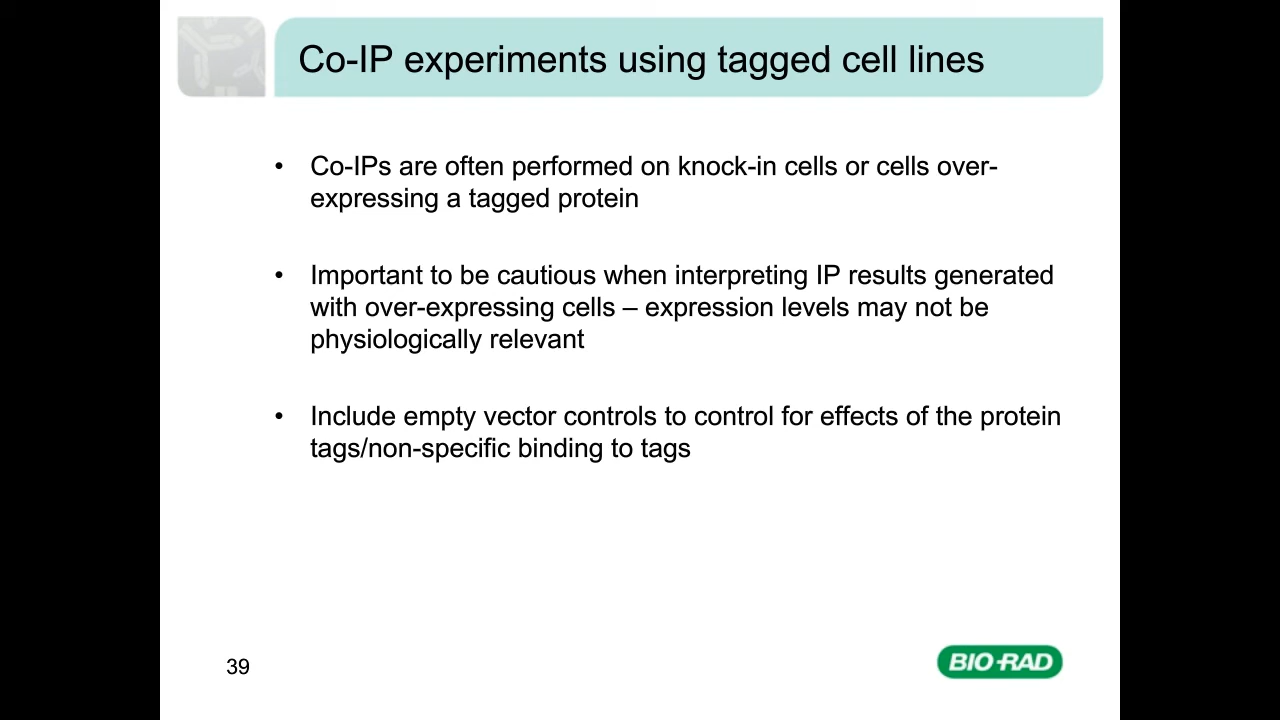 Co-IP experiments using tagged cell lines
• Co-IPs are often performed on knock-in cells or cells over-
expressing a tagged protein
• Important to be cautious when interpreting IP results generated
with over-expressing cells – expression levels may not be
physiologically relevant
• Include empty vector controls to control for effects of the protein
tags/non-specific binding to tags
39
BIO-RAD